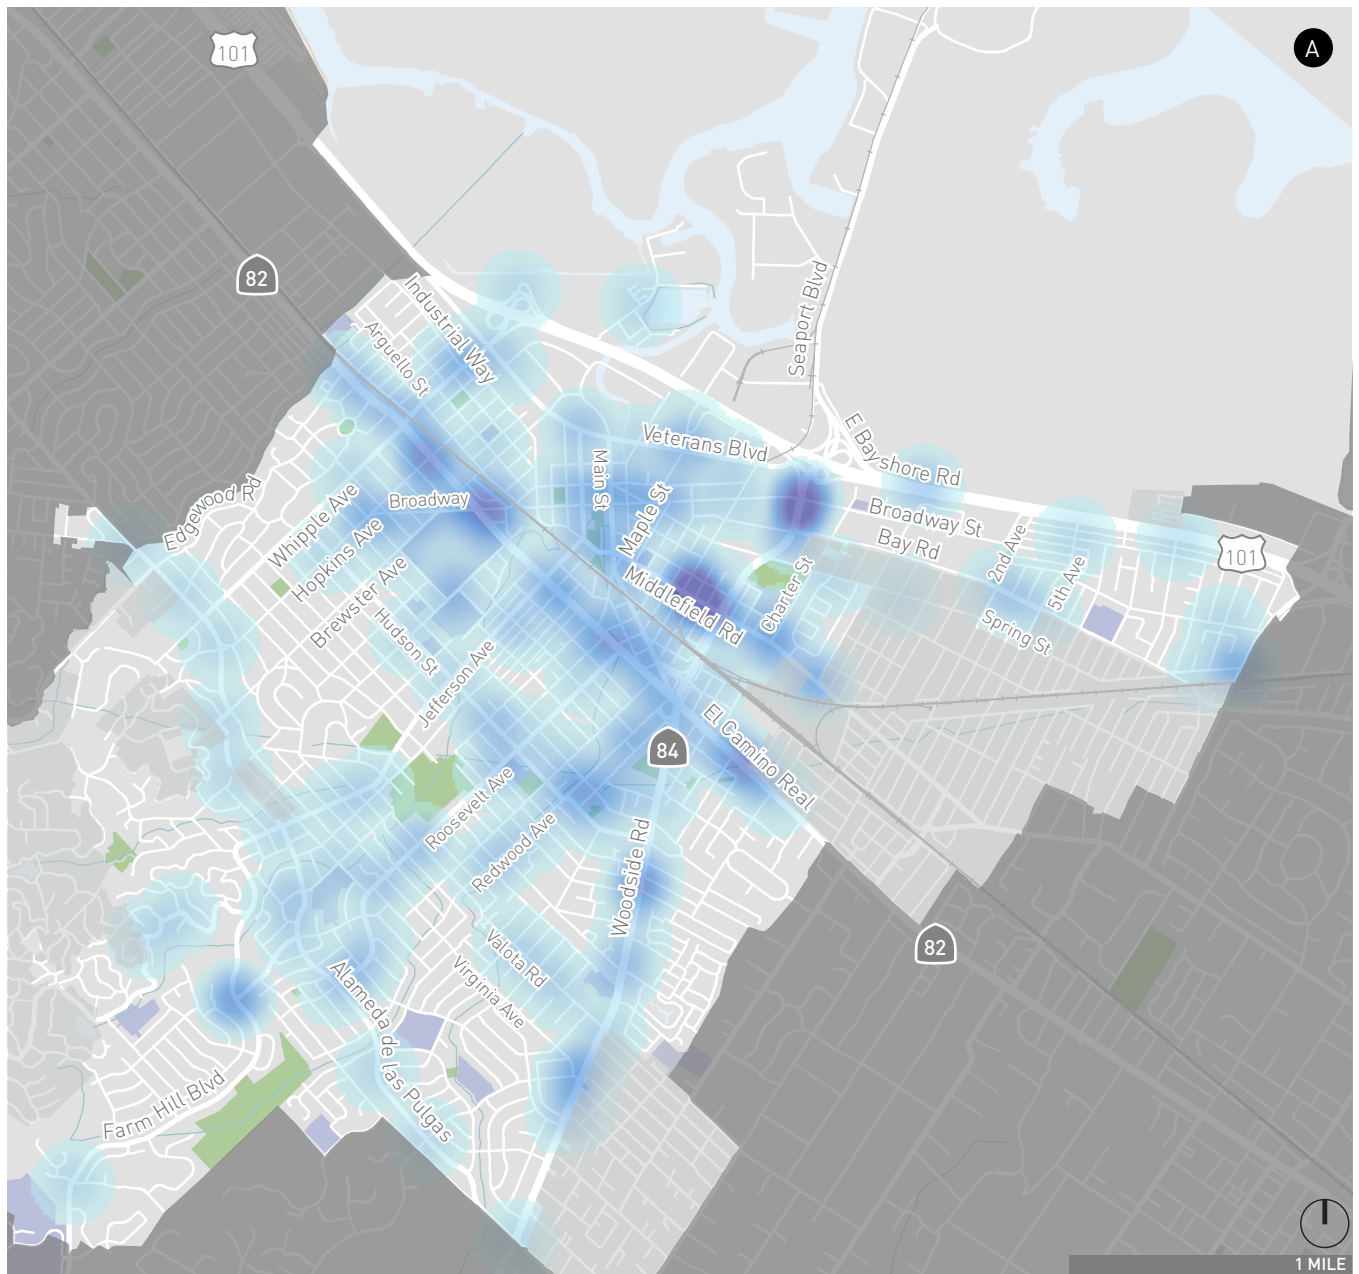 101
A
82
Industrial Way
Arguello St
Seaport Blvd
Veterans Blvd
E Bayshore Rd
Main St
Maple St
Broadway
Edgewood Rd
Whipple Ave
Hopkins Ave
Brewster Ave
Broadway St
Bay Rd
2nd Ave
5th Ave
101
Middlefield Rd
Charter St
Hudson St
Jefferson Ave
Spring St
El Camino Real
84
Roosevelt Ave
Redwood Ave
Woodside Rd
82
Valota Rd
Virginia Ave
Alameda de las Pulgas
Farm Hill Blvd
1 MILE